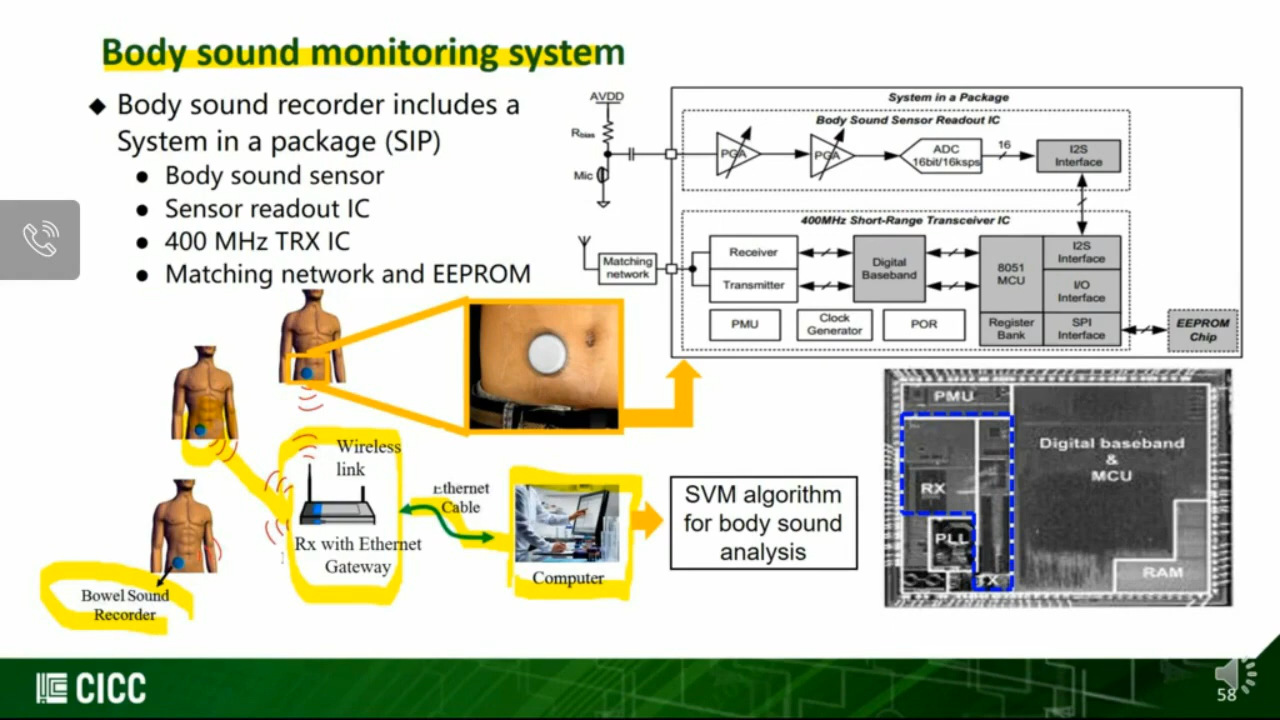 Body sound monitoring system
◆ Body sound recorder includes a
System in a package (SIP)
● Body sound sensor
● Sensor readout IC
● 400 MHz TRX IC
● Matching network and EEPROM
AVDD
Rbias
Mic
System in a Package
Body Sound Sensor Readout IC
PGA
PGA
ADC
16bit/16ksps
16
I2S
Interface
400MHz Short-Range Transceiver IC
Matching
network
Receiver
Transmitter
Digital
Baseband
8051
MCU
I2S
Interface
I/O
Interface
PMU
Clock
Generator
POR
Register
Bank
SPI
Interface
EEPROM
Chip
Wireless
link
Rx with Ethernet
Gateway
Ethernet
Cable
Computer
Bowel Sound
Recorder
SVM algorithm
for body sound
analysis
PMU
RX
PLL
TX
Digital baseband
&
MCU
RAM
CICC
58